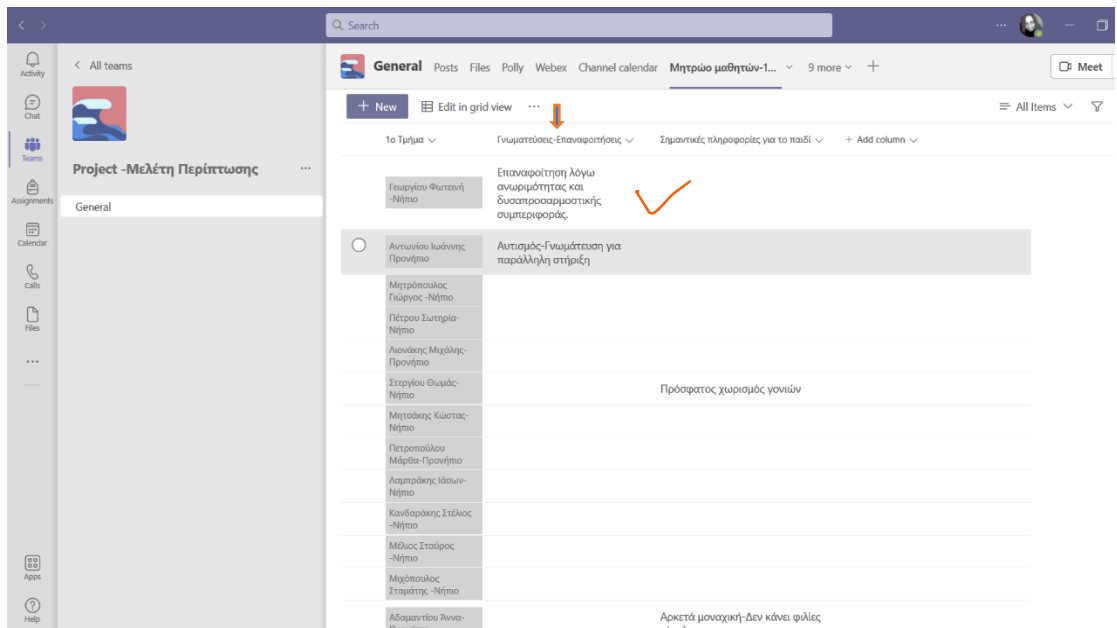 Search
Activity
Chat
Teams
Assignments
Calendar
Calls
Files
Apps
Help
All teams
Project -Μελέτη Περίπτωσης
General
General Posts Files Polly Webex Channel calendar Μητρώο μαθητών-1... 9 more
Meet
New Edit in grid view
All Items
1ο Τμήμα Γνωματεύσεις-Επαναφοιτήσεις Σημαντικές πληροφορίες για το παιδί + Add column
Γεωργίου Φωτεινή
-Νήπιο
Επαναφοίτηση λόγω
ανωριμότητας και
δυσαπροσαρμοστικής
συμπεριφοράς.
Αντωνίου Ιωάννης
Προνήπιο
Αυτισμός-Γνωμάτευση για
παράλληλη στήριξη
Μητρόπουλος
Γιώργος -Νήπιο
Πέτρου Σωτηρία-
Νήπιο
Λιονάκης Μιχάλης-
Προνήπιο
Στεργίου Θωμάς-
Νήπιο
Πρόσφατος χωρισμός γονιών
Μητσάκης Κώστας-
Νήπιο
Πετροπούλου
Μάρθα-Προνήπιο
Λαμπράκης Ιάσων-
Νήπιο
Κανδαράκης Στέλιος
-Νήπιο
Μέλιος Σταύρος
-Νήπιο
Μιχόπουλος
Σταμάτης -Νήπιο
Αδαμαντίου Άννα-
Αρκετά μοναχική-Δεν κάνει φιλίες